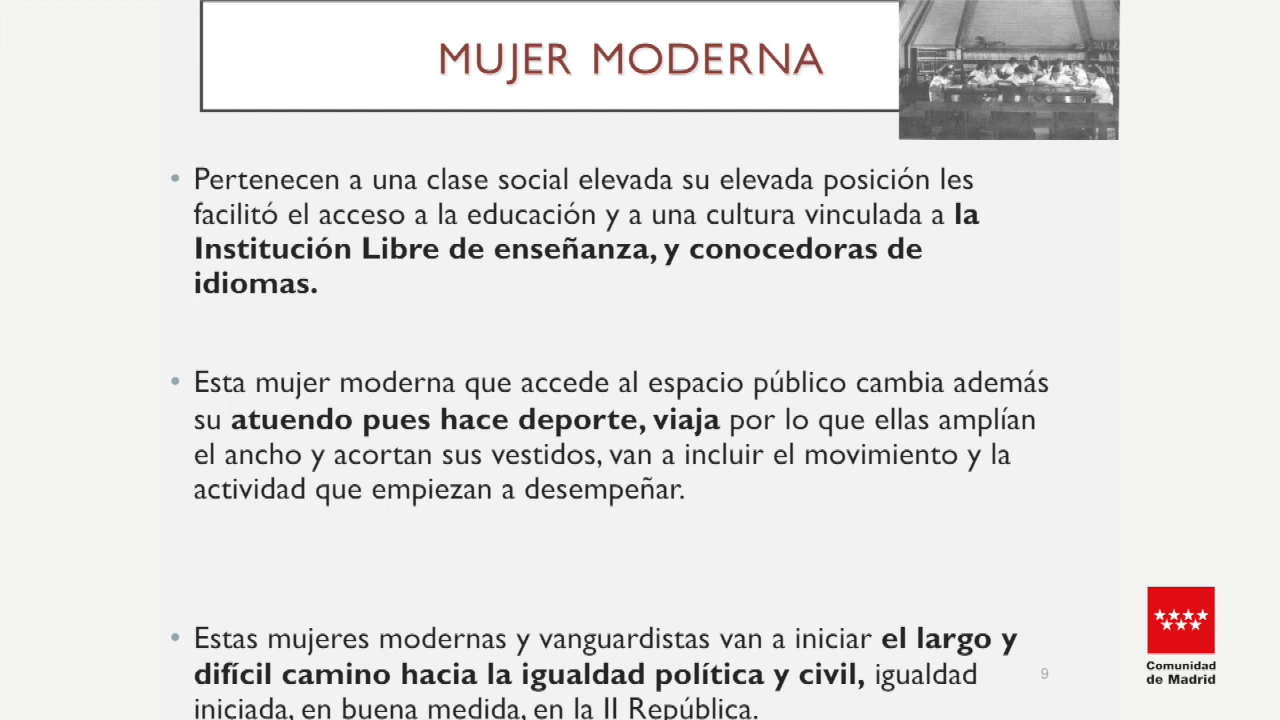 MUJER MODERNA
• Pertenecen a una clase social elevada su elevada posición les
facilitó el acceso a la educación y a una cultura vinculada a la
Institución Libre de enseñanza, y conocedoras de
idiomas.
• Esta mujer moderna que accede al espacio público cambia además
su atuendo pues hace deporte, viaja por lo que ellas amplían
el ancho y acortan sus vestidos, van a incluir el movimiento y la
actividad que empiezan a desempeñar.
• Estas mujeres modernas y vanguardistas van a iniciar el largo y
difícil camino hacia la igualdad política y civil, igualdad
iniciada, en buena medida, en la II República.
9
Comunidad
de Madrid